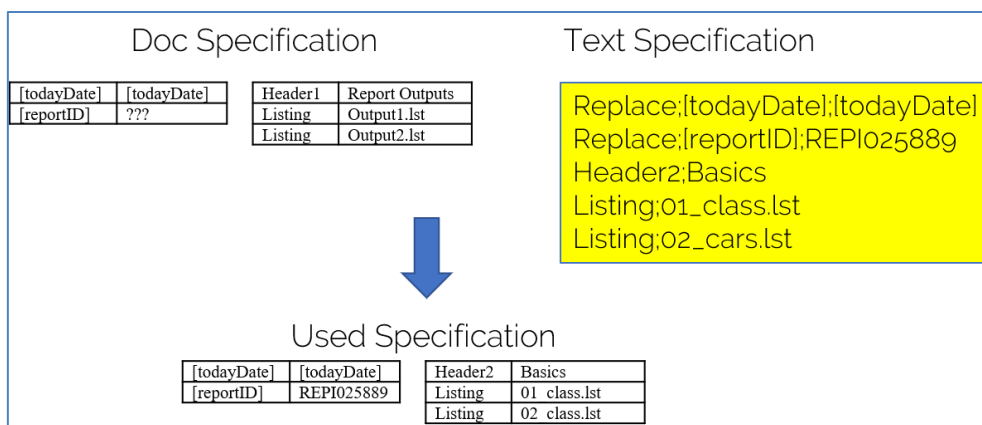 Doc Specification
Text Specification
[todayDate] [todayDate]
[reportID] ???
Header1 Report Outputs
Listing Output1.lst
Listing Output2.lst
Replace;[todayDate];[todayDate]
Replace;[reportID];REPI025889
Header2;Basics
Listing;01_class.lst
Listing;02_cars.lst
Used Specification
[todayDate] [todayDate]
[reportID] REPI025889
Header2 Basics
Listing 01_class.lst
Listing 02_class.lst